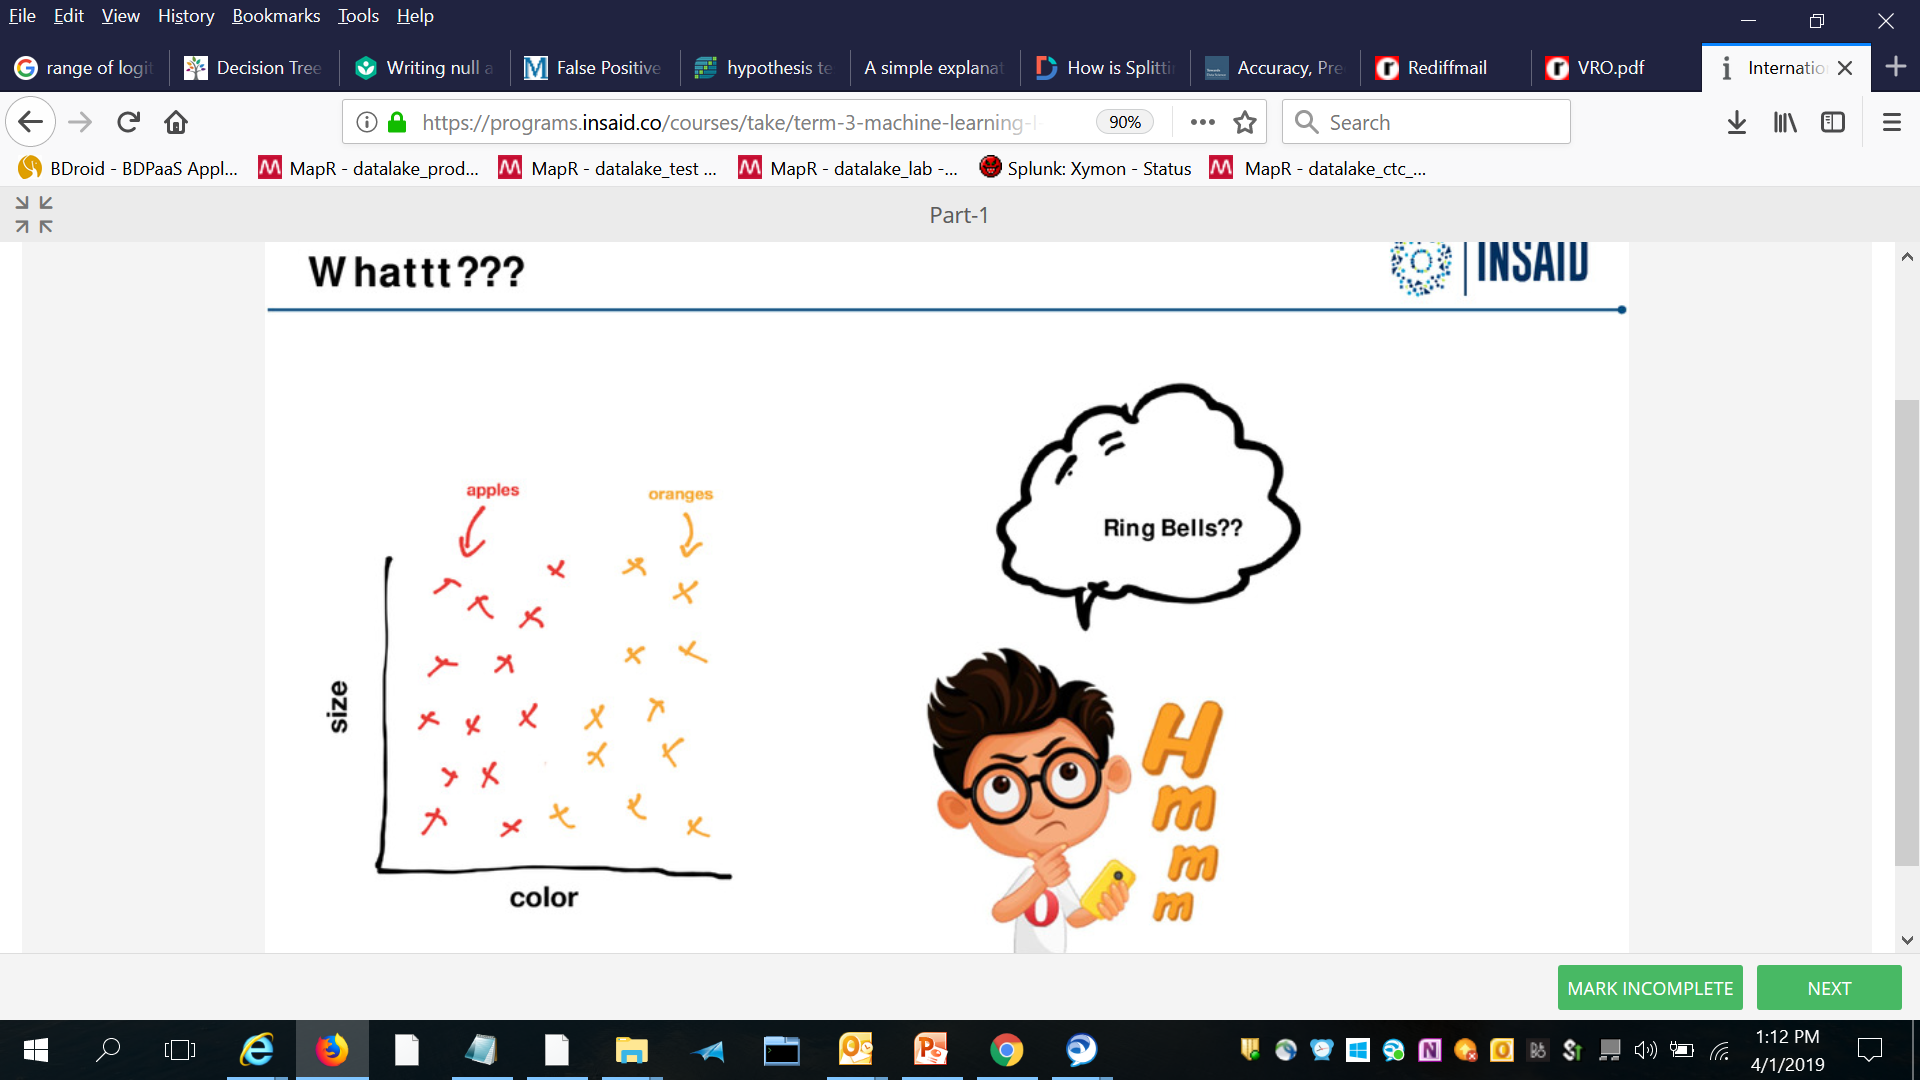 File Edit View History Bookmarks Tools Help
range of logit
Decision Tree
Writing null a
False Positive
hypothesis te
A simple explanat
How is Splitti
Accuracy, Pre
Rediffmail
VRO.pdf
Internatio
https://programs.insaid.co/courses/take/term-3-machine-learning-l
90%
Search
BDroid - BDPaaS Appl...
MapR - datalake_prod...
MapR - datalake_test ...
MapR - datalake_lab -...
Splunk: Xymon - Status
MapR - datalake_ctc_...
Part-1
Whattt???
INSAID
apples
oranges
size
color
Ring Bells??
Hmmm
MARK INCOMPLETE
NEXT
1:12 PM
4/1/2019